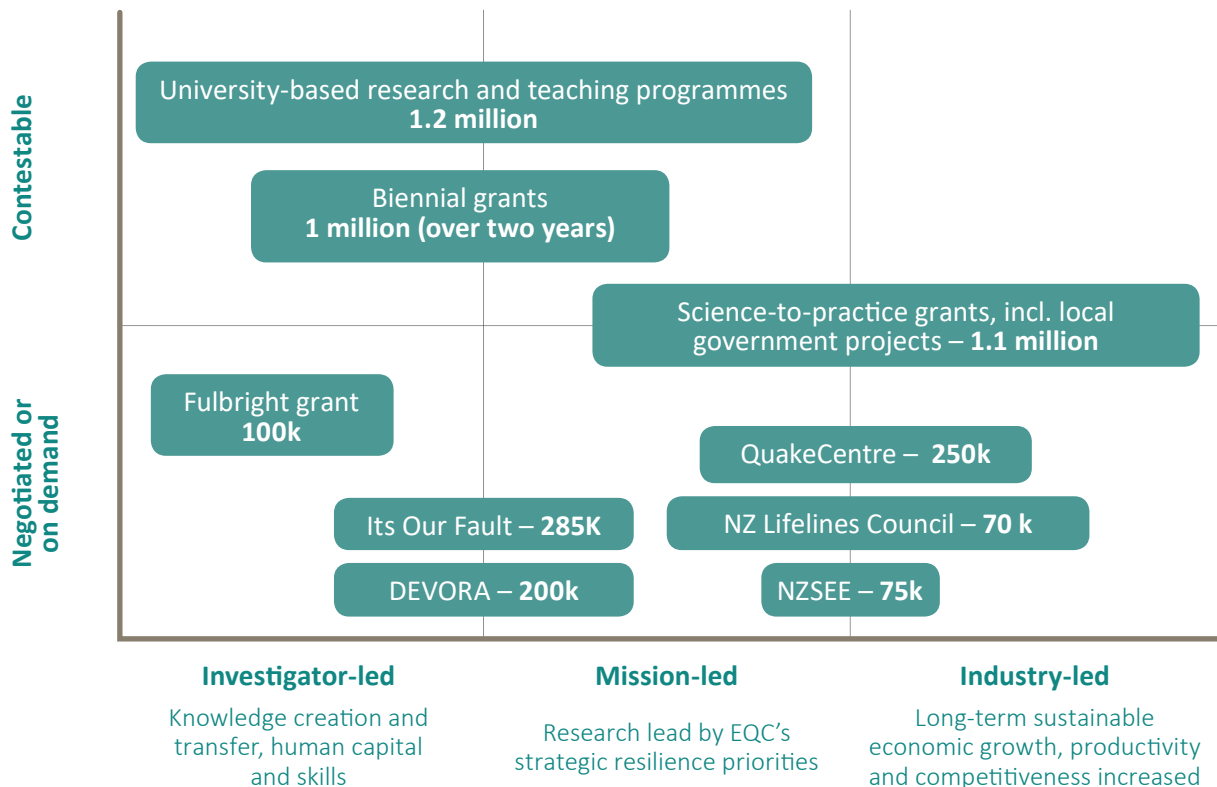 Contestable
University-based research and teaching programmes
1.2 million
Biennial grants
1 million (over two years)
Science-to-practice grants, incl. local
government projects – 1.1 million
Negotiated or
on demand
Fulbright grant
100k
QuakeCentre – 250k
Its Our Fault – 285K
NZ Lifelines Council – 70 k
DEVORA – 200k
NZSEE – 75k
Investigator-led
Knowledge creation and
transfer, human capital
and skills
Mission-led
Research lead by EQC’s
strategic resilience priorities
Industry-led
Long-term sustainable
economic growth, productivity
and competitiveness increased